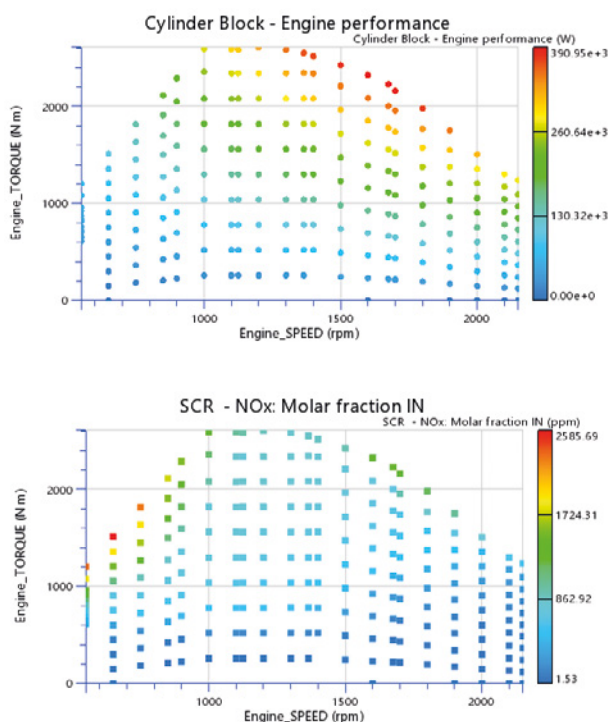 Cylinder Block - Engine performance
Cylinder Block - Engine performance (W)
390.95e+3
2000
260.64e+3
Engine_TORQUE (N m)
1000
130.32e+3
0
0.00e+0
1000
1500
2000
Engine_SPEED (rpm)
SCR - NOx: Molar fraction IN
SCR - NOx: Molar fraction IN (ppm)
2585.69
2000
1724.31
Engine_TORQUE (N m)
1000
862.92
0
1.53
1000
1500
2000
Engine_SPEED (rpm)